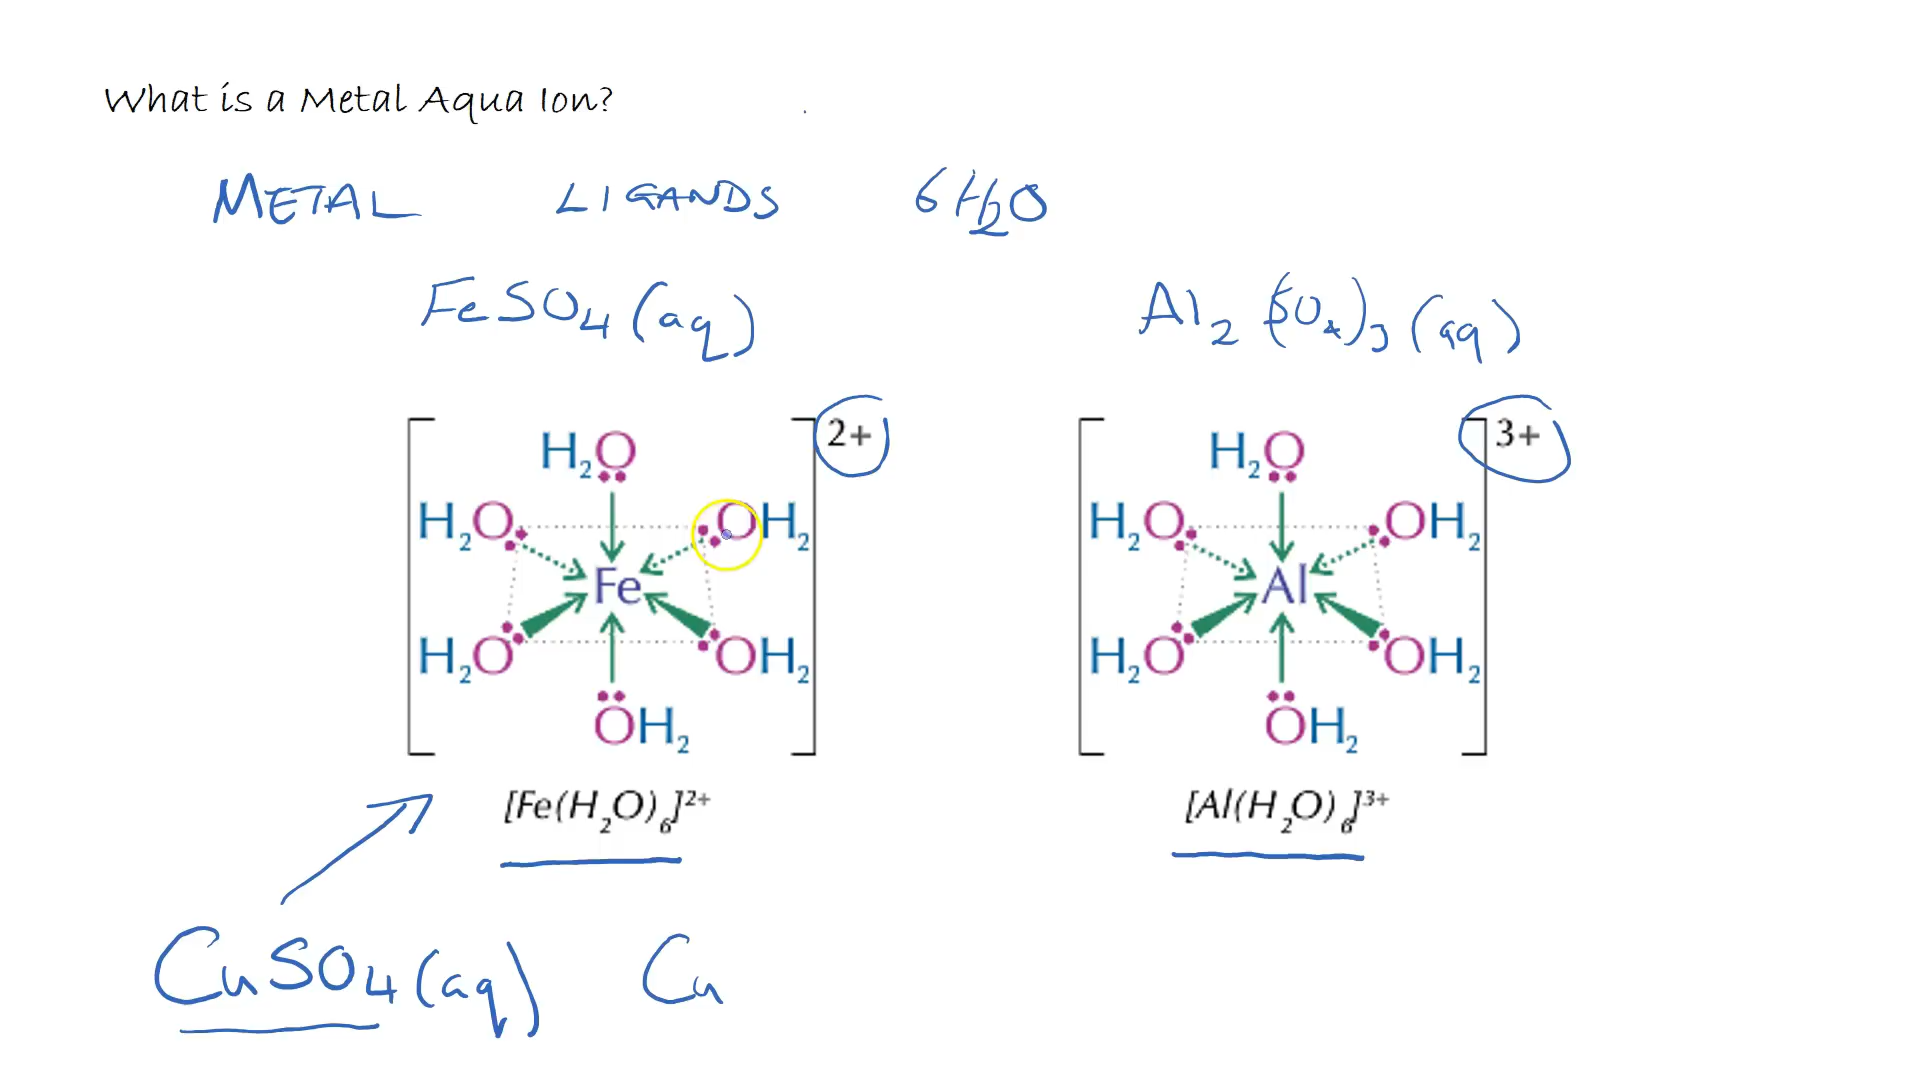 What is a Metal Aqua Ion?
METAL LIGANDS 6H₂O
FeSO₄(aq) Al₂(SO₄)₃(aq)
2+ 3+
H₂O H₂O
H₂O OH₂ H₂O OH₂
Fe Al
H₂O OH₂ H₂O OH₂
OH₂ OH₂
[Fe(H₂O)₆]²⁺ [Al(H₂O)₆]³⁺
CuSO₄(aq) Cu